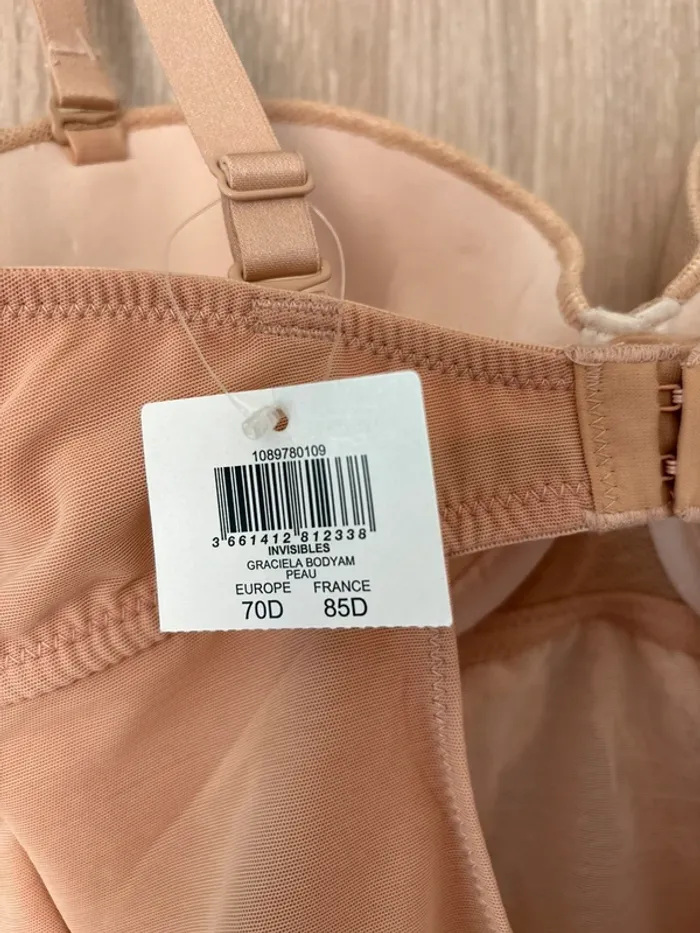 1089780109
3 661412 812338
INVISIBLES
GRACIELA BODYAM
PEAU
EUROPE FRANCE
70D 85D